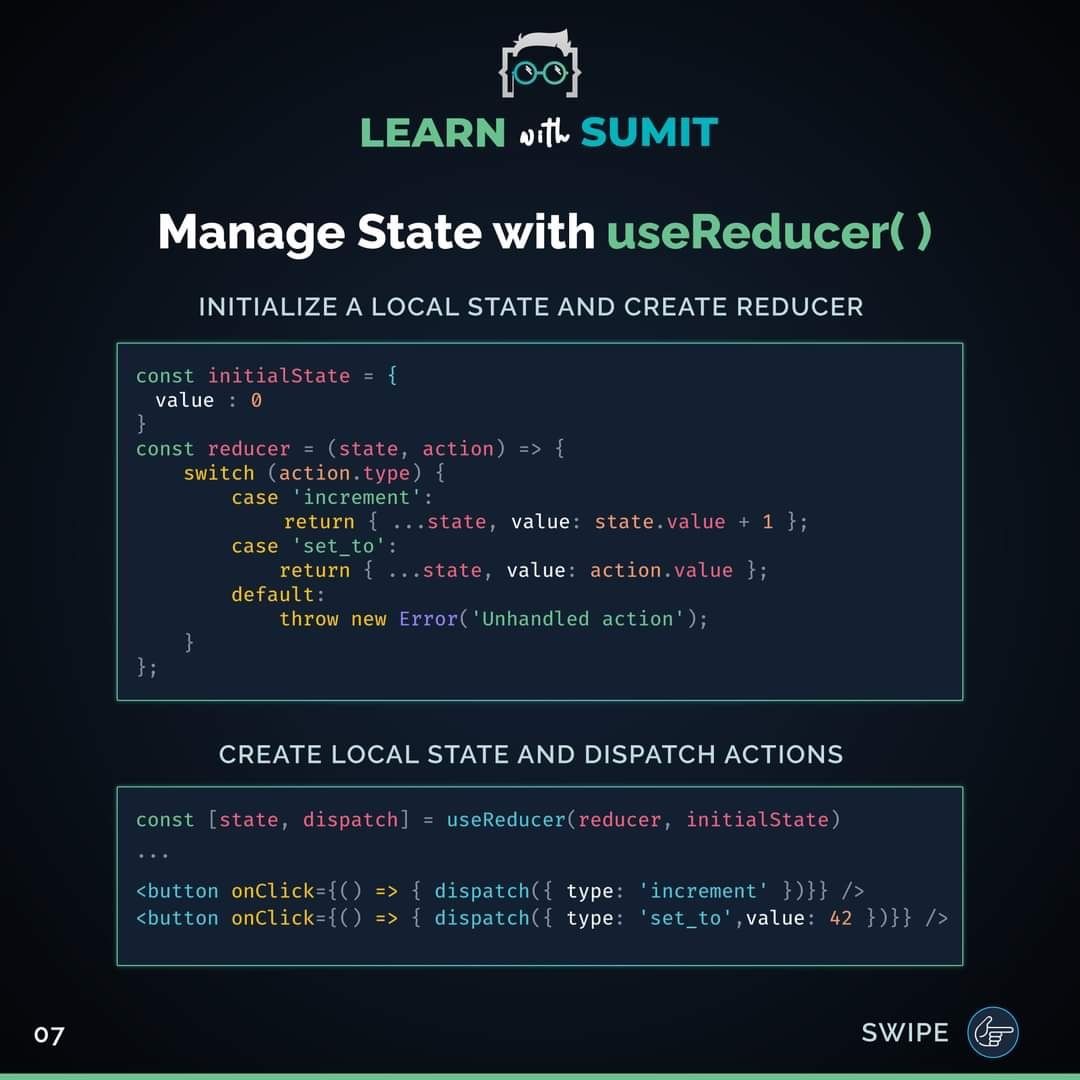 LEARN with SUMIT
Manage State with useReducer( )
INITIALIZE A LOCAL STATE AND CREATE REDUCER
const initialState = {
  value : 0
}
const reducer = (state, action) => {
    switch (action.type) {
        case 'increment':
            return { ...state, value: state.value + 1 };
        case 'set_to':
            return { ...state, value: action.value };
        default:
            throw new Error('Unhandled action');
    }
};
CREATE LOCAL STATE AND DISPATCH ACTIONS
const [state, dispatch] = useReducer(reducer, initialState)
...
<button onClick={() => { dispatch({ type: 'increment' })}} />
<button onClick={() => { dispatch({ type: 'set_to',value: 42 })}} />
07
SWIPE